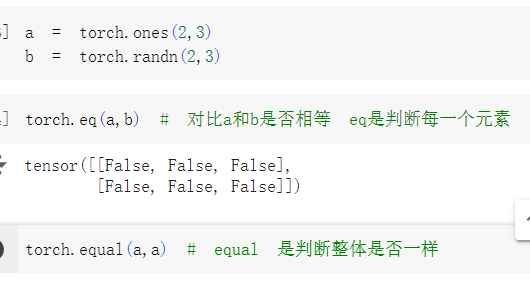 ] a = torch.ones(2,3)
b = torch.randn(2,3)
] torch.eq(a,b) # 对比a和b是否相等 eq是判断每一个元素
tensor([[False, False, False],
[False, False, False]])
torch.equal(a,a) # equal 是判断整体是否一样